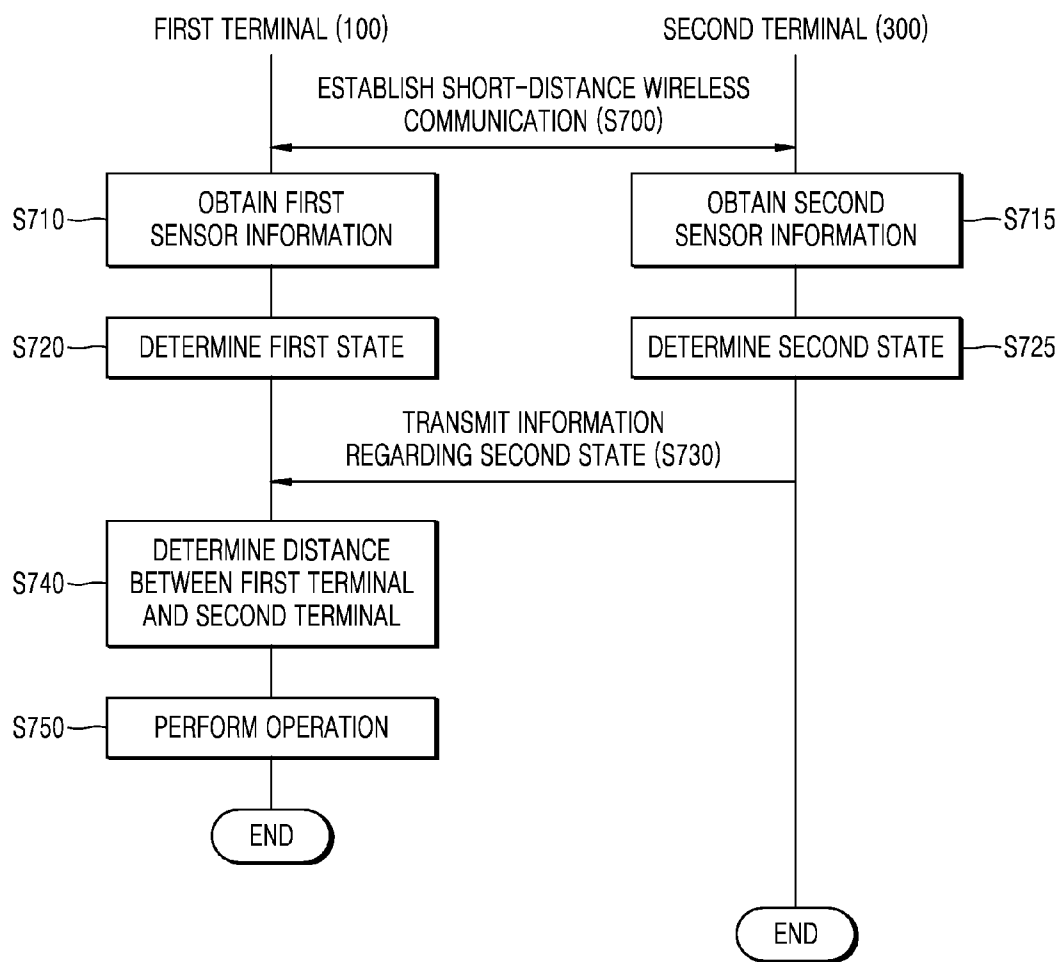 FIRST TERMINAL (100)
SECOND TERMINAL (300)
ESTABLISH SHORT-DISTANCE WIRELESS
COMMUNICATION (S700)
S710
OBTAIN FIRST
SENSOR INFORMATION
OBTAIN SECOND
SENSOR INFORMATION
S715
S720
DETERMINE FIRST STATE
DETERMINE SECOND STATE
S725
TRANSMIT INFORMATION
REGARDING SECOND STATE (S730)
S740
DETERMINE DISTANCE
BETWEEN FIRST TERMINAL
AND SECOND TERMINAL
S750
PERFORM OPERATION
END
END